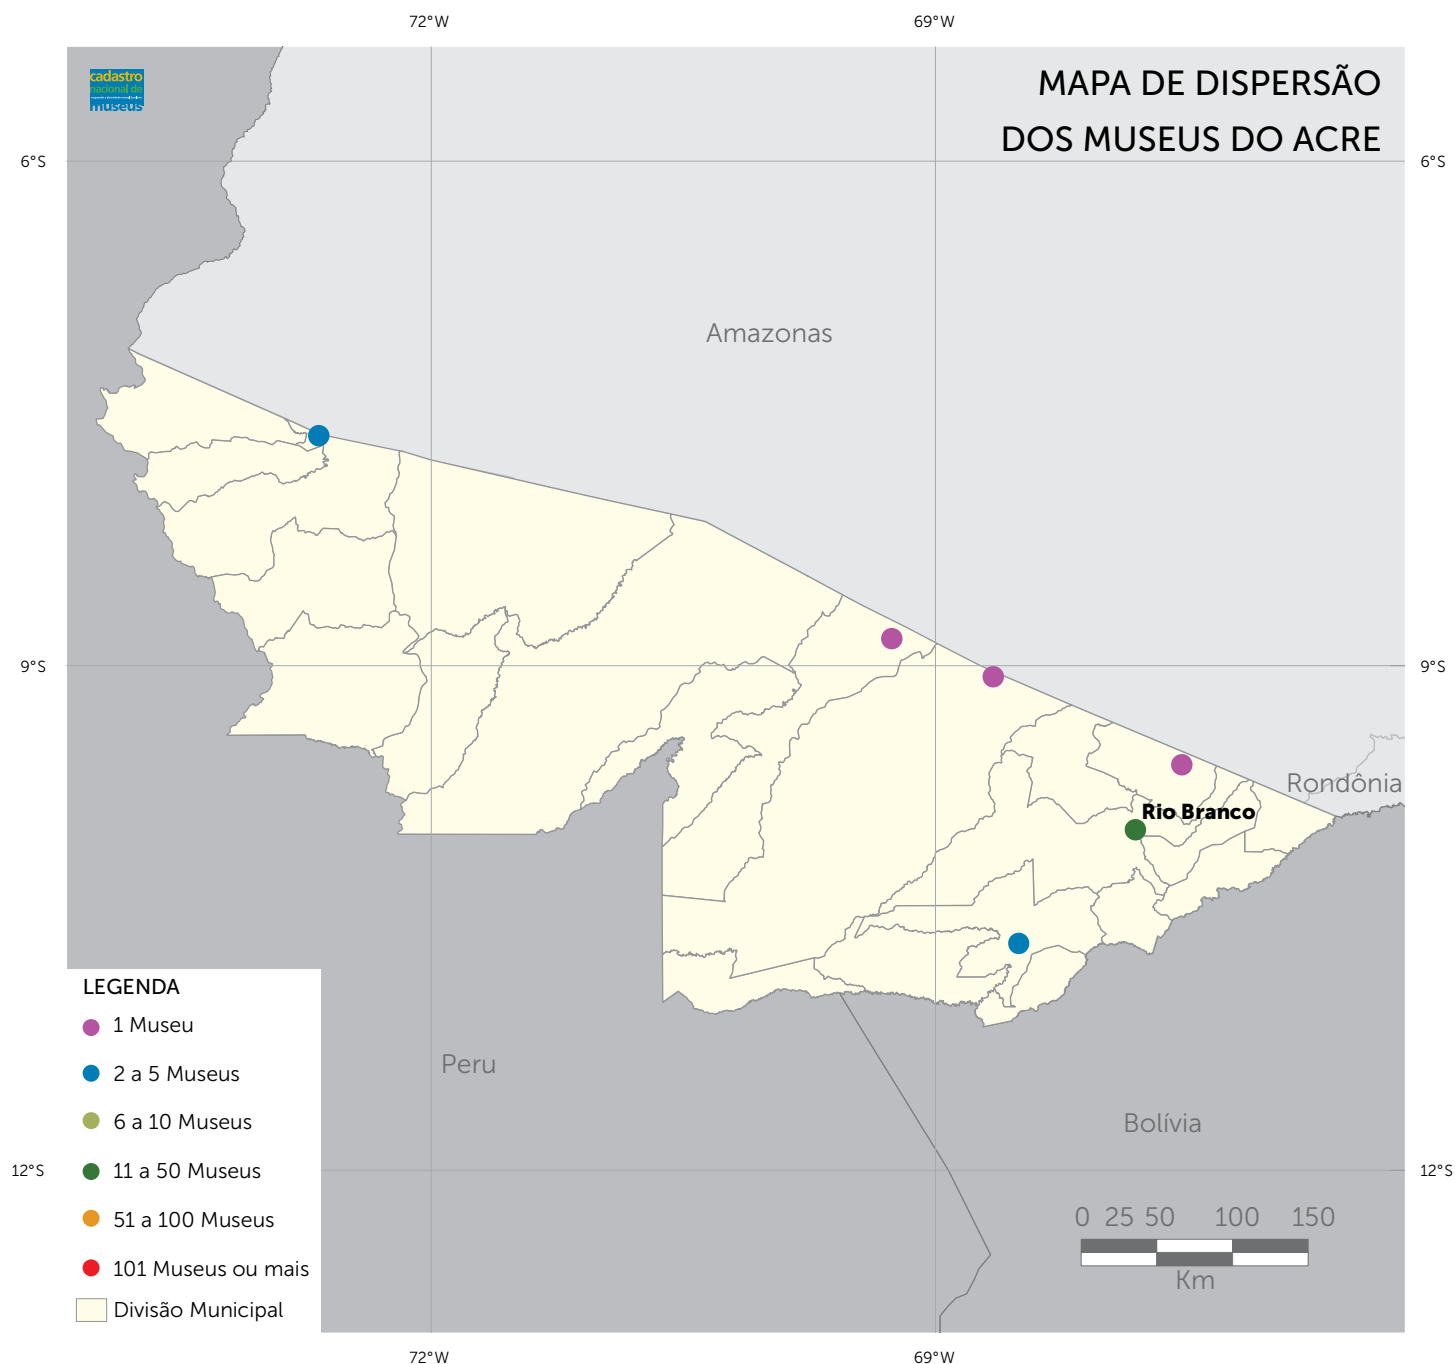 72°W 69°W
cadastro
nacional de
museus
MAPA DE DISPERSÃO
DOS MUSEUS DO ACRE
6°S 6°S
Amazonas
9°S 9°S
Rondônia
Rio Branco
LEGENDA
1 Museu
2 a 5 Museus
6 a 10 Museus
11 a 50 Museus
51 a 100 Museus
101 Museus ou mais
Divisão Municipal
Peru
Bolívia
12°S 12°S
0 25 50 100 150
Km
72°W 69°W